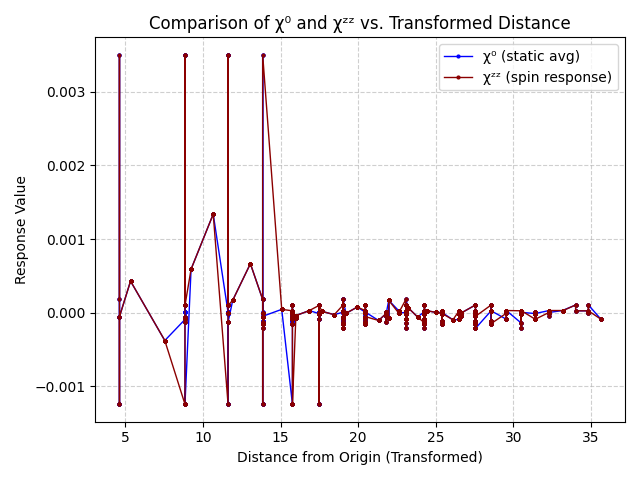 Comparison of χ⁰ and χᶻᶻ vs. Transformed Distance
χ⁰ (static avg)
χᶻᶻ (spin response)
0.003
0.002
0.001
0.000
−0.001
Response Value
5 10 15 20 25 30 35
Distance from Origin (Transformed)